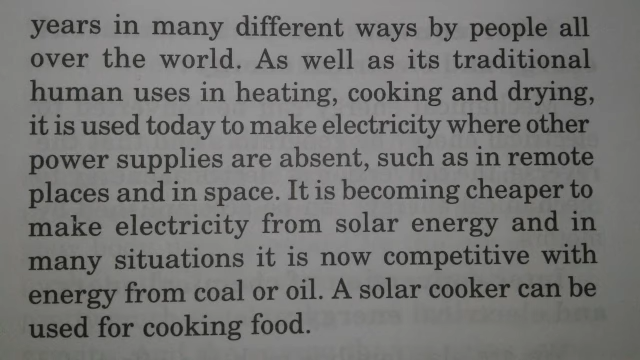 years in many different ways by people all
over the world. As well as its traditional
human uses in heating, cooking and drying,
it is used today to make electricity where other
power supplies are absent, such as in remote
places and in space. It is becoming cheaper to
make electricity from solar energy and in
many situations it is now competitive with
energy from coal or oil. A solar cooker can be
used for cooking food.